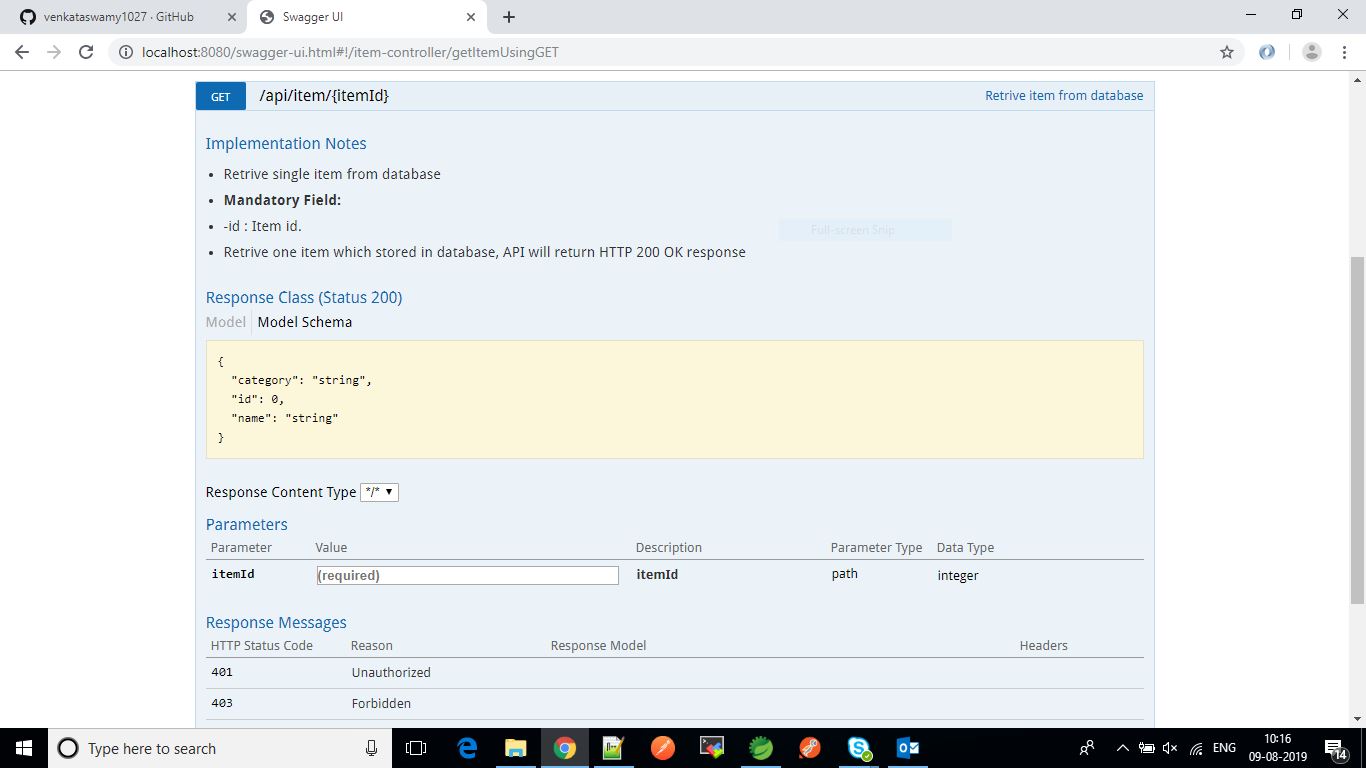 venkataswamy1027 · GitHub
Swagger UI
localhost:8080/swagger-ui.html#!/item-controller/getItemUsingGET
GET /api/item/{itemId} Retrive item from database
Implementation Notes
Retrive single item from database
Mandatory Field:
-id : Item id.
Full-screen Snip
Retrive one item which stored in database, API will return HTTP 200 OK response
Response Class (Status 200)
Model Model Schema
{
"category": "string",
"id": 0,
"name": "string"
}
Response Content Type */*
Parameters
Parameter Value Description Parameter Type Data Type
itemId (required) itemId path integer
Response Messages
HTTP Status Code Reason Response Model Headers
401 Unauthorized
403 Forbidden
Type here to search
ENG
10:16
09-08-2019
14